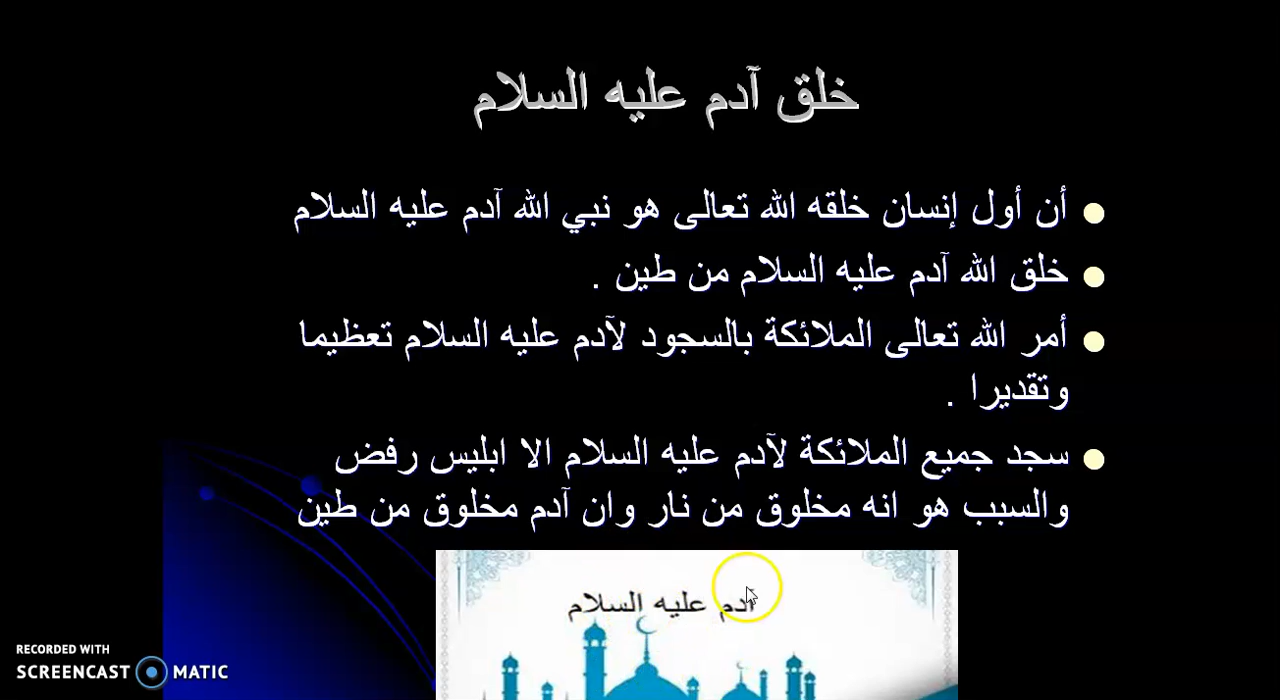 خلق آدم عليه السلام
أن أول إنسان خلقه الله تعالى هو نبي الله آدم عليه السلام
خلق الله آدم عليه السلام من طين .
أمر الله تعالى الملائكة بالسجود لآدم عليه السلام تعظيما
وتقديرا .
سجد جميع الملائكة لآدم عليه السلام الا ابليس رفض
والسبب هو انه مخلوق من نار وان آدم مخلوق من طين
آدم عليه السلام
RECORDED WITH
SCREENCAST MATIC